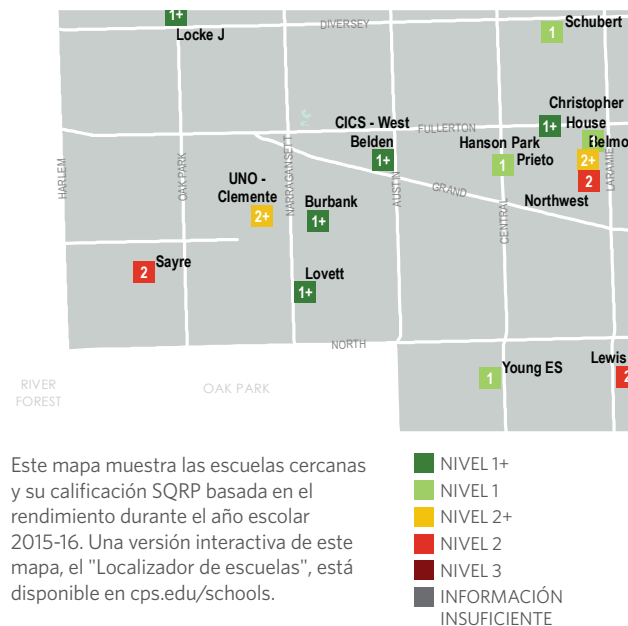 DIVERSEY
Schubert
1+
1
Locke J
Christopher
House
CICS - West
Belden
FULLERTON
1+
Hanson Park
1+
1
Prieto
2+
2
HARLEM
OAK PARK
NARRAGANSETT
AUSTIN
GRAND
CENTRAL
LARAMIE
UNO -
Clemente
2+
Burbank
1+
Northwest
Sayre
2
Lovett
1+
NORTH
Young ES
1
Lewis
2
RIVER
FOREST
OAK PARK
Este mapa muestra las escuelas cercanas
y su calificación SQRP basada en el
rendimiento durante el año escolar
2015-16. Una versión interactiva de este
mapa, el "Localizador de escuelas", está
disponible en cps.edu/schools.
NIVEL 1+
NIVEL 1
NIVEL 2+
NIVEL 2
NIVEL 3
INFORMACIÓN
INSUFICIENTE